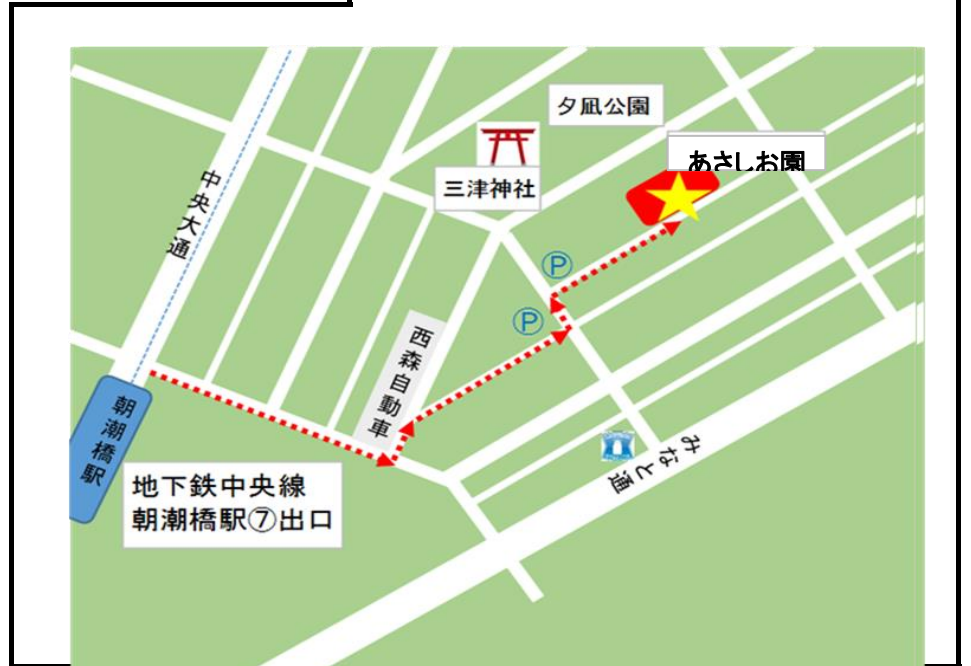 夕凪公園
あさしお園
三津神社
中央大通
Ⓟ
Ⓟ
西森自動車
朝潮橋駅
みなと通
地下鉄中央線
朝潮橋駅⑦出口